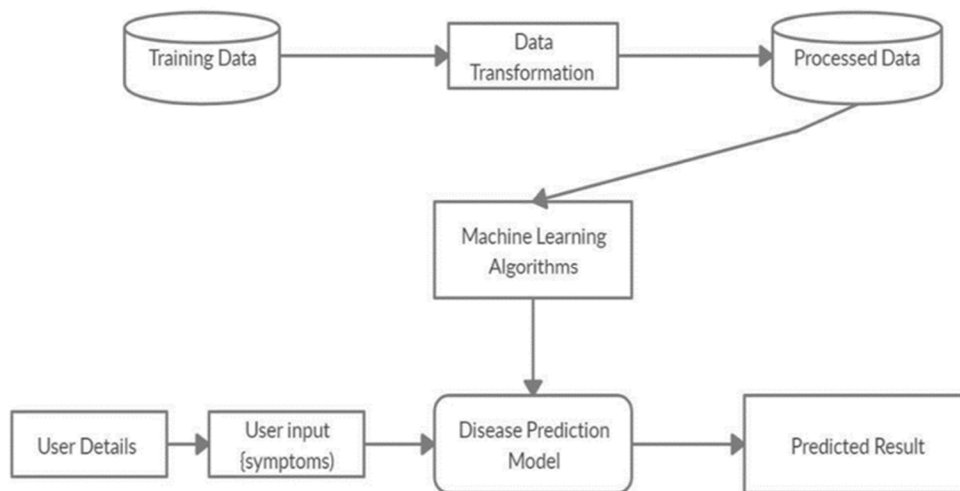 Training Data
Data
Transformation
Processed Data
Machine Learning
Algorithms
User Details
User input
{symptoms)
Disease Prediction
Model
Predicted Result